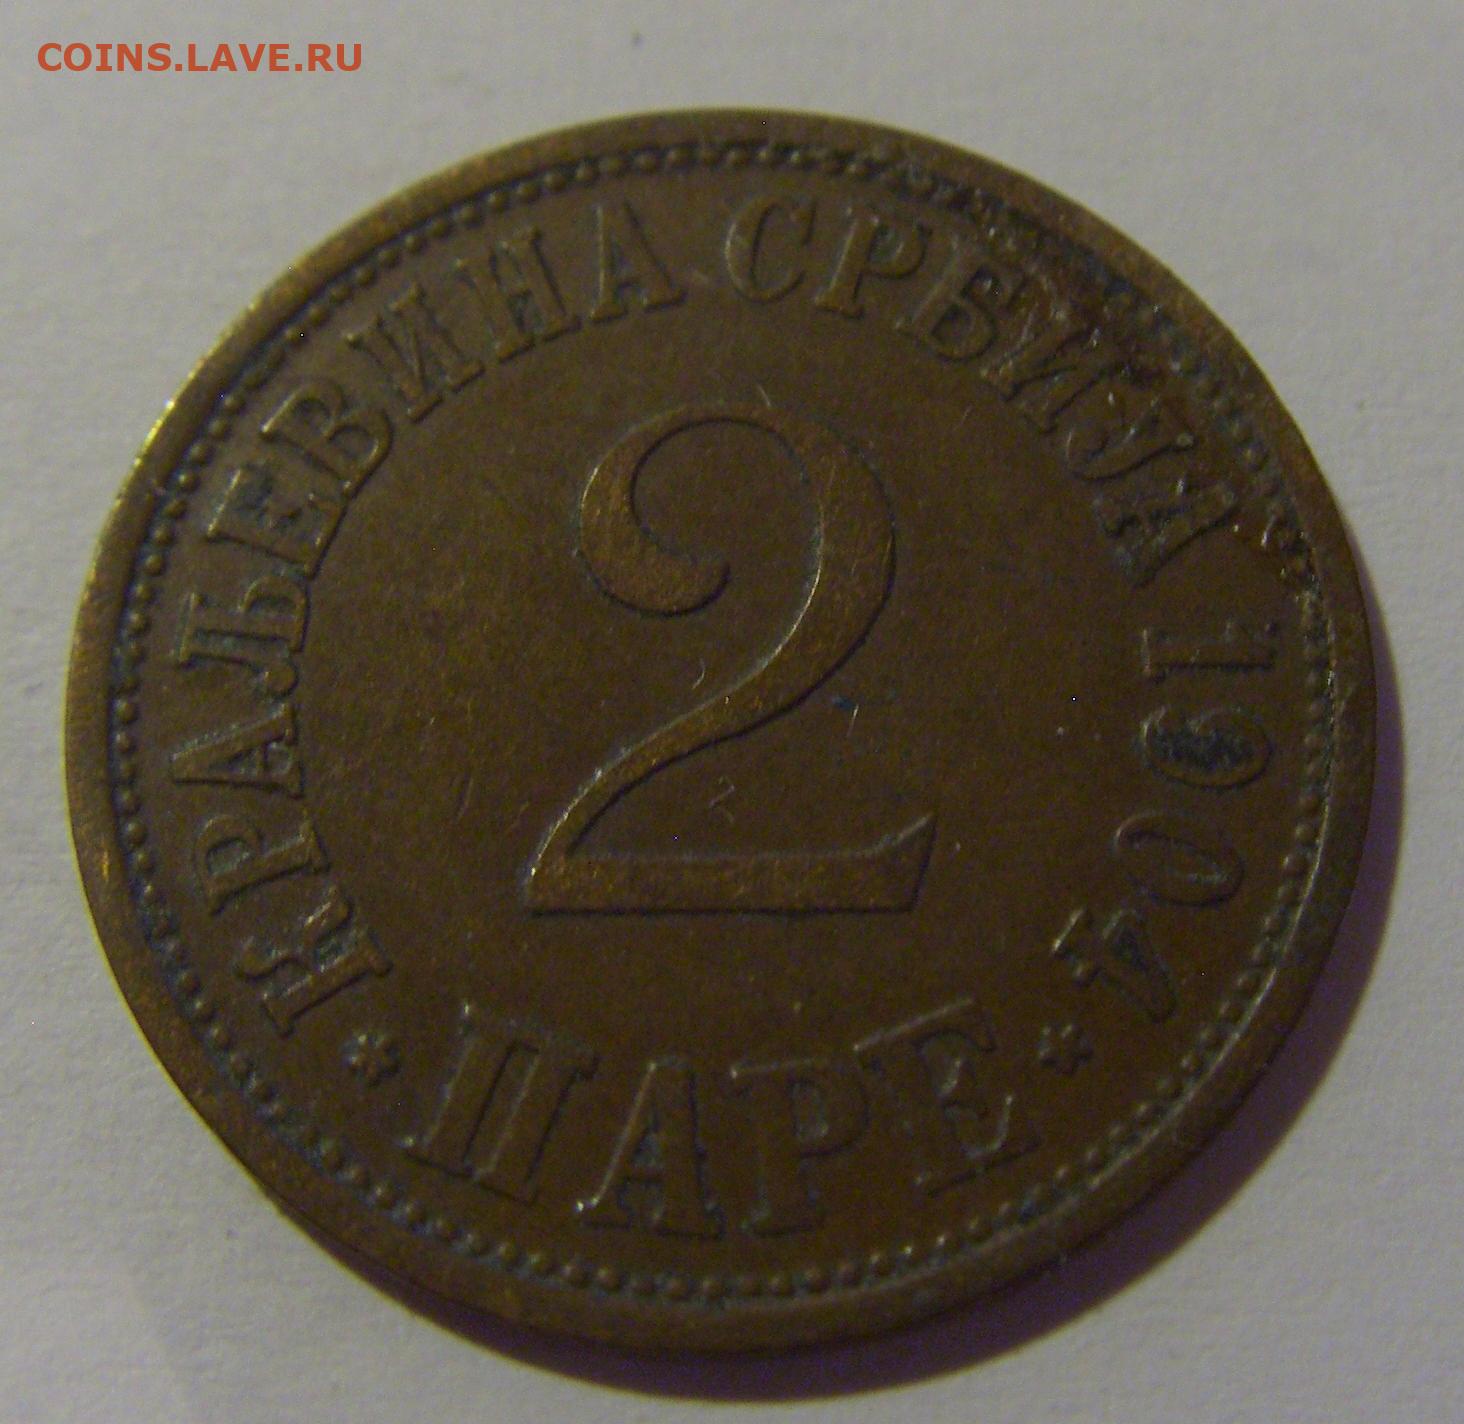 COINS.LAVE.RU
КРАЉЕВИНА СРБИЈА 1904
2
* ПАРЕ *